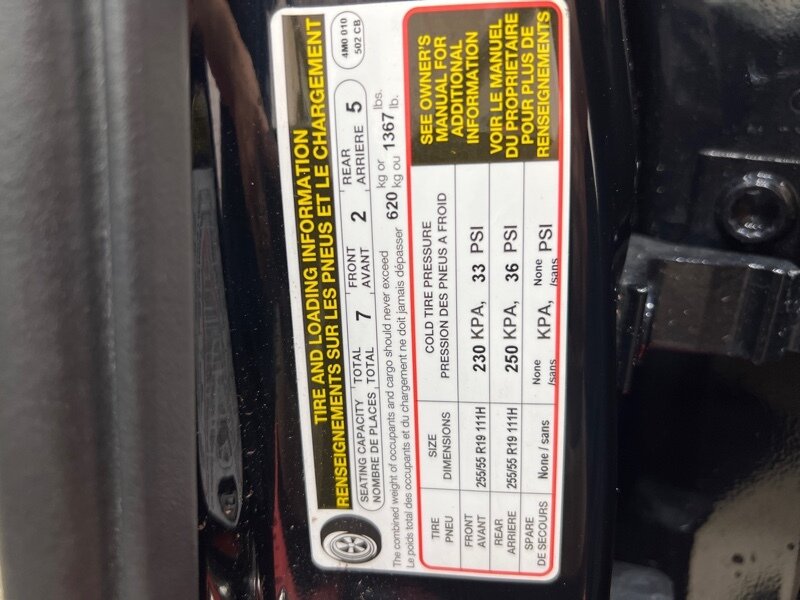 TIRE AND LOADING INFORMATION
RENSEIGNEMENTS SUR LES PNEUS ET LE CHARGEMENT
4M0 010
502 CB
SEATING CAPACITY TOTAL 7 FRONT 2 REAR 5
NOMBRE DE PLACES TOTAL AVANT ARRIERE
The combined weight of occupants and cargo should never exceed 620 kg or 1367 lbs.
Le poids total des occupants et du chargement ne doit jamais dépasser kg ou lb.
TIRE SIZE COLD TIRE PRESSURE
PNEU DIMENSIONS PRESSION DES PNEUS A FROID
FRONT 255/55 R19 111H 230 KPA, 33 PSI
AVANT
REAR 255/55 R19 111H 250 KPA, 36 PSI
ARRIERE
SPARE None / sans None /sans KPA, None /sans PSI
DE SECOURS
SEE OWNER'S
MANUAL FOR
ADDITIONAL
INFORMATION
VOIR LE MANUEL
DU PROPRIETAIRE
POUR PLUS DE
RENSEIGNEMENTS